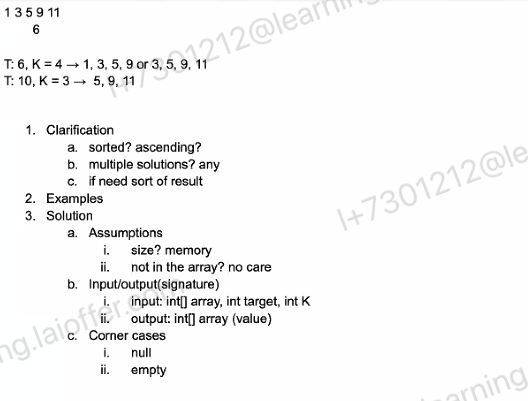 1 3 5 9 11
6
T: 6, K = 4 → 1, 3, 5, 9 or 3, 5, 9, 11
T: 10, K = 3 → 5, 9, 11
1. Clarification
a. sorted? ascending?
b. multiple solutions? any
c. if need sort of result
2. Examples
3. Solution
a. Assumptions
i. size? memory
ii. not in the array? no care
b. Input/output(signature)
i. input: int[] array, int target, int K
ii. output: int[] array (value)
c. Corner cases
i. null
ii. empty
l+7301212@learnin
l+7301212@le
ng.laioffer.com
arning